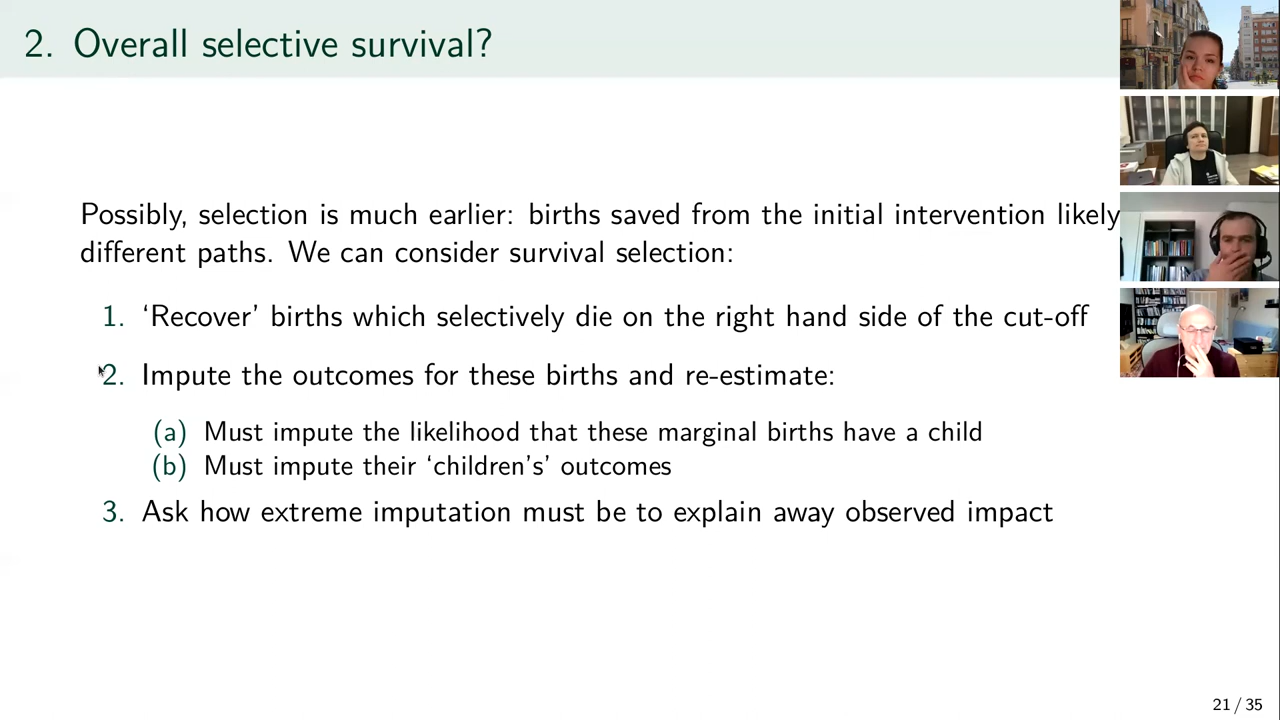 2. Overall selective survival?
Possibly, selection is much earlier: births saved from the initial intervention likely
different paths. We can consider survival selection:
1. ‘Recover’ births which selectively die on the right hand side of the cut-off
2. Impute the outcomes for these births and re-estimate:
(a) Must impute the likelihood that these marginal births have a child
(b) Must impute their ‘children’s’ outcomes
3. Ask how extreme imputation must be to explain away observed impact
21 / 35